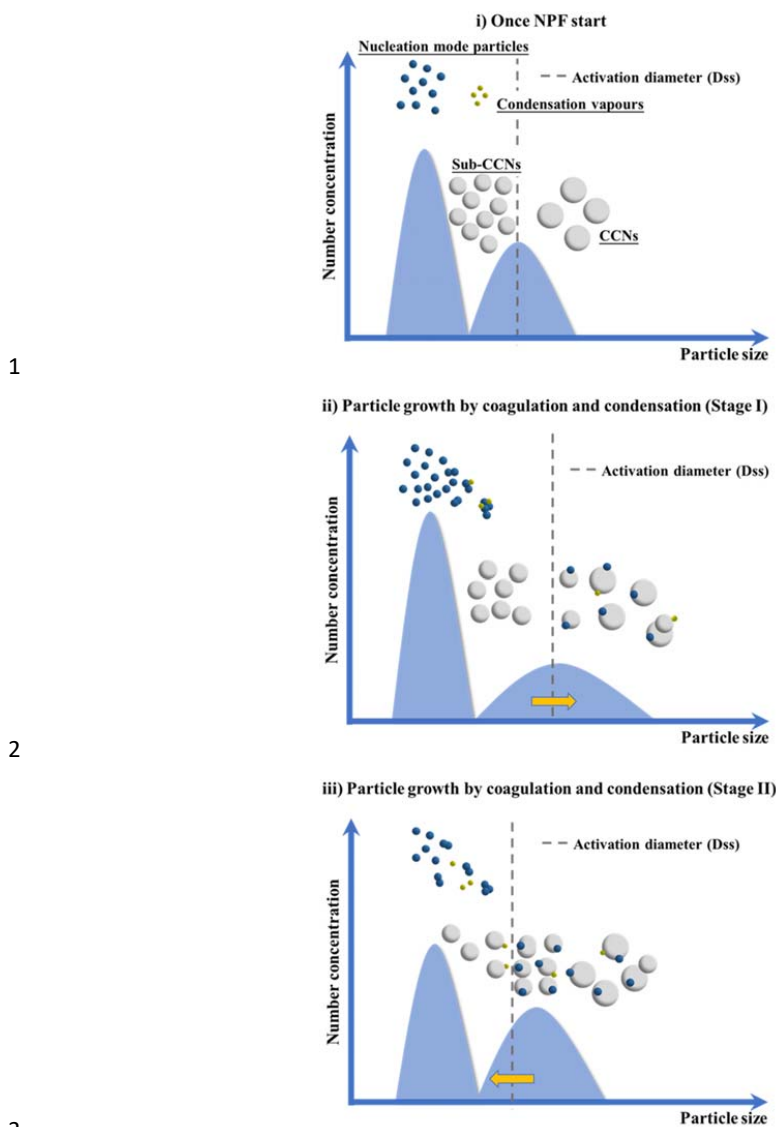 i) Once NPF start
Nucleation mode particles
Activation diameter (Dss)
Condensation vapours
Sub-CCNs
CCNs
Number concentration
Particle size
1
ii) Particle growth by coagulation and condensation (Stage I)
Activation diameter (Dss)
Number concentration
Particle size
2
iii) Particle growth by coagulation and condensation (Stage II)
Activation diameter (Dss)
Number concentration
Particle size